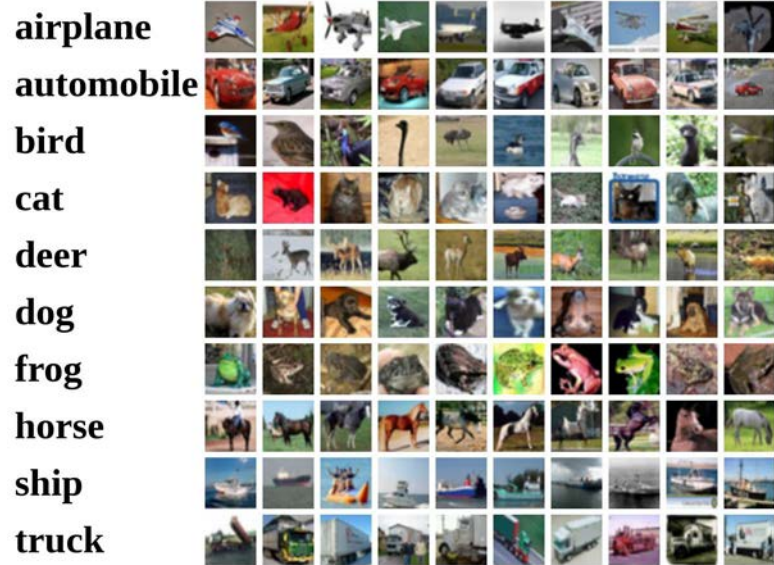 airplane
automobile
bird
cat
deer
dog
frog
horse
ship
truck